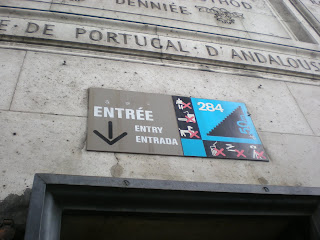 DENNIÉE
E · DE · PORTUGAL · D'ANDALOUS
ENTRÉE
ENTRY
ENTRADA
284